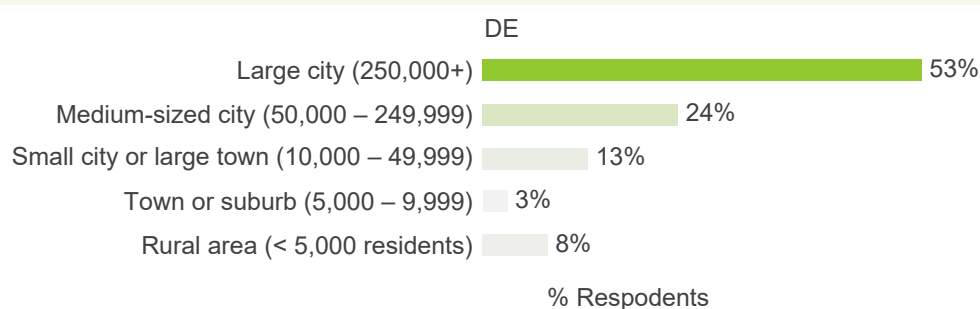 DE
Large city (250,000+) 53%
Medium-sized city (50,000 – 249,999) 24%
Small city or large town (10,000 – 49,999) 13%
Town or suburb (5,000 – 9,999) 3%
Rural area (< 5,000 residents) 8%
% Respodents